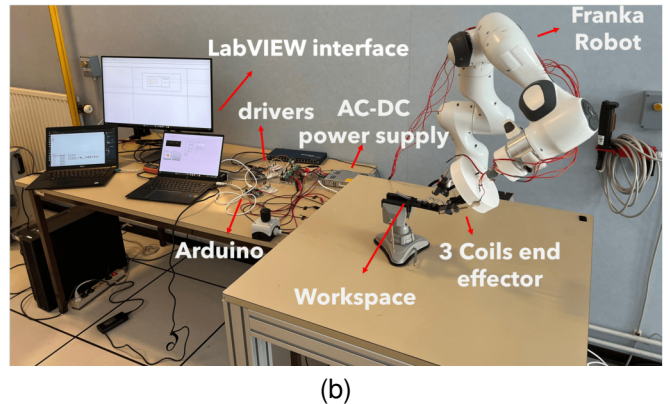 Franka
Robot
LabVIEW interface
drivers
AC-DC
power supply
Arduino
3 Coils end
effector
Workspace
(b)